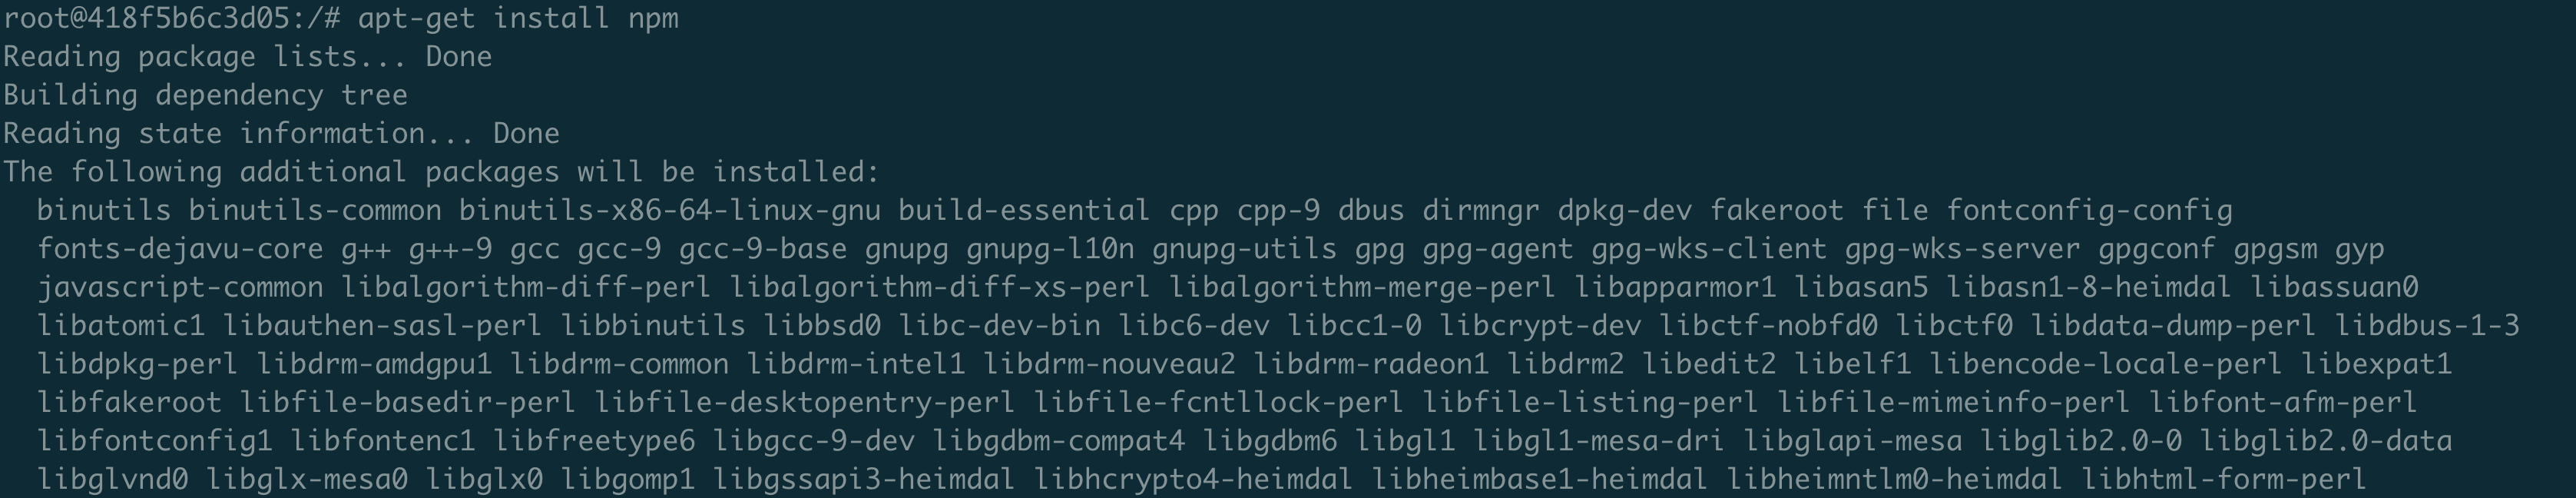 root@418f5b6c3d05:/# apt-get install npm
Reading package lists... Done
Building dependency tree
Reading state information... Done
The following additional packages will be installed:
  binutils binutils-common binutils-x86-64-linux-gnu build-essential cpp cpp-9 dbus dirmngr dpkg-dev fakeroot file fontconfig-config
  fonts-dejavu-core g++ g++-9 gcc gcc-9 gcc-9-base gnupg gnupg-l10n gnupg-utils gpg gpg-agent gpg-wks-client gpg-wks-server gpgconf gpgsm gyp
  javascript-common libalgorithm-diff-perl libalgorithm-diff-xs-perl libalgorithm-merge-perl libapparmor1 libasan5 libasn1-8-heimdal libassuan0
  libatomic1 libauthen-sasl-perl libbinutils libbsd0 libc-dev-bin libc6-dev libcc1-0 libcrypt-dev libctf-nobfd0 libctf0 libdata-dump-perl libdbus-1-3
  libdpkg-perl libdrm-amdgpu1 libdrm-common libdrm-intel1 libdrm-nouveau2 libdrm-radeon1 libdrm2 libedit2 libelf1 libencode-locale-perl libexpat1
  libfakeroot libfile-basedir-perl libfile-desktopentry-perl libfile-fcntllock-perl libfile-listing-perl libfile-mimeinfo-perl libfont-afm-perl
  libfontconfig1 libfontenc1 libfreetype6 libgcc-9-dev libgdbm-compat4 libgdbm6 libgl1 libgl1-mesa-dri libglapi-mesa libglib2.0-0 libglib2.0-data
  libglvnd0 libglx-mesa0 libglx0 libgomp1 libgssapi3-heimdal libhcrypto4-heimdal libheimbase1-heimdal libheimntlm0-heimdal libhtml-form-perl